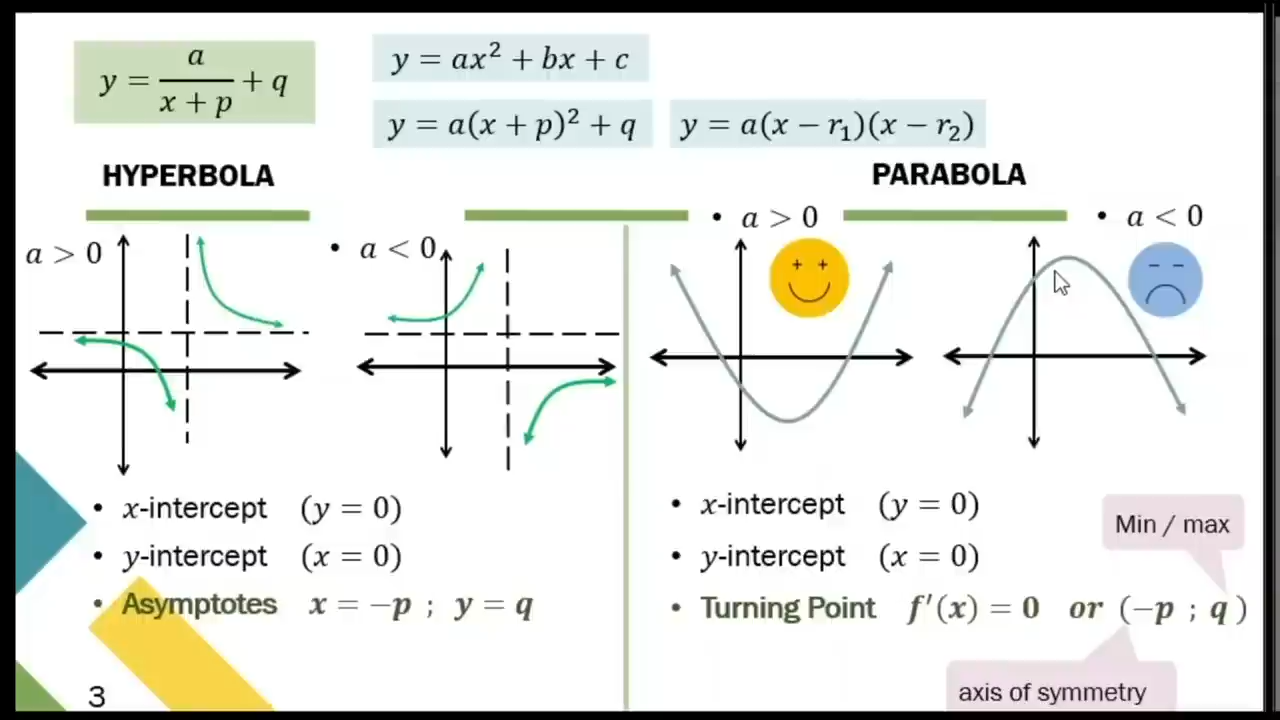 y = a/(x + p) + q
y = ax² + bx + c
y = a(x + p)² + q
y = a(x − r₁)(x − r₂)
HYPERBOLA
PARABOLA
a > 0
• a < 0
• a > 0
• a < 0
• x-intercept (y = 0)
• y-intercept (x = 0)
• Asymptotes x = −p ; y = q
• x-intercept (y = 0)
• y-intercept (x = 0)
Min / max
• Turning Point f′(x) = 0 or (−p ; q)
axis of symmetry
3